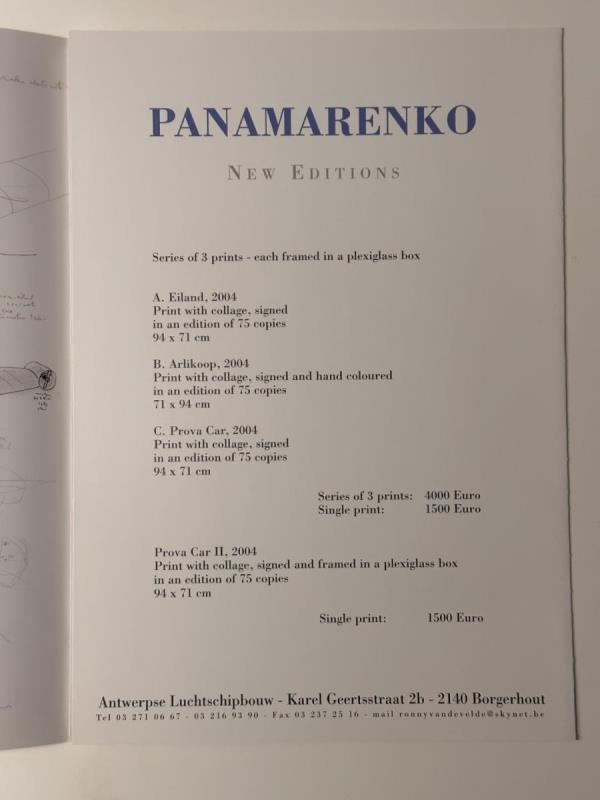 PANAMARENKO
NEW EDITIONS
Series of 3 prints - each framed in a plexiglass box
A. Eiland, 2004
Print with collage, signed
in an edition of 75 copies
94 x 71 cm
B. Arlikoop, 2004
Print with collage, signed and hand coloured
in an edition of 75 copies
71 x 94 cm
C. Prova Car, 2004
Print with collage, signed
in an edition of 75 copies
94 x 71 cm
Series of 3 prints: 4000 Euro
Single print: 1500 Euro
Prova Car II, 2004
Print with collage, signed and framed in a plexiglass box
in an edition of 75 copies
94 x 71 cm
Single print: 1500 Euro
Antwerpse Luchtschipbouw - Karel Geertsstraat 2b - 2140 Borgerhout
Tel 03 271 06 67 - 03 216 93 90 - Fax 03 237 25 16 - mail ronnyvandevelde@skynet.be